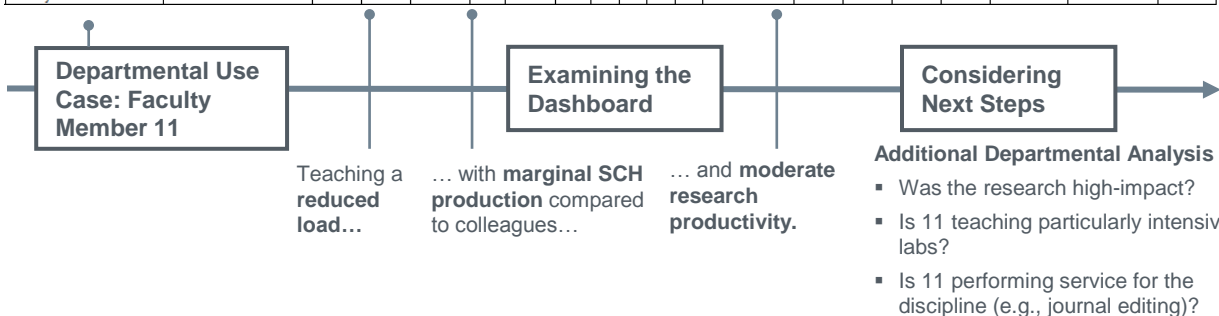 Departmental Use
Case: Faculty
Member 11
Examining the
Dashboard
Considering
Next Steps
Teaching a
reduced
load…
… with marginal SCH
production compared
to colleagues…
… and moderate
research
productivity.
Additional Departmental Analysis
▪ Was the research high-impact?
▪ Is 11 teaching particularly intensiv
labs?
▪ Is 11 performing service for the
discipline (e.g., journal editing)?